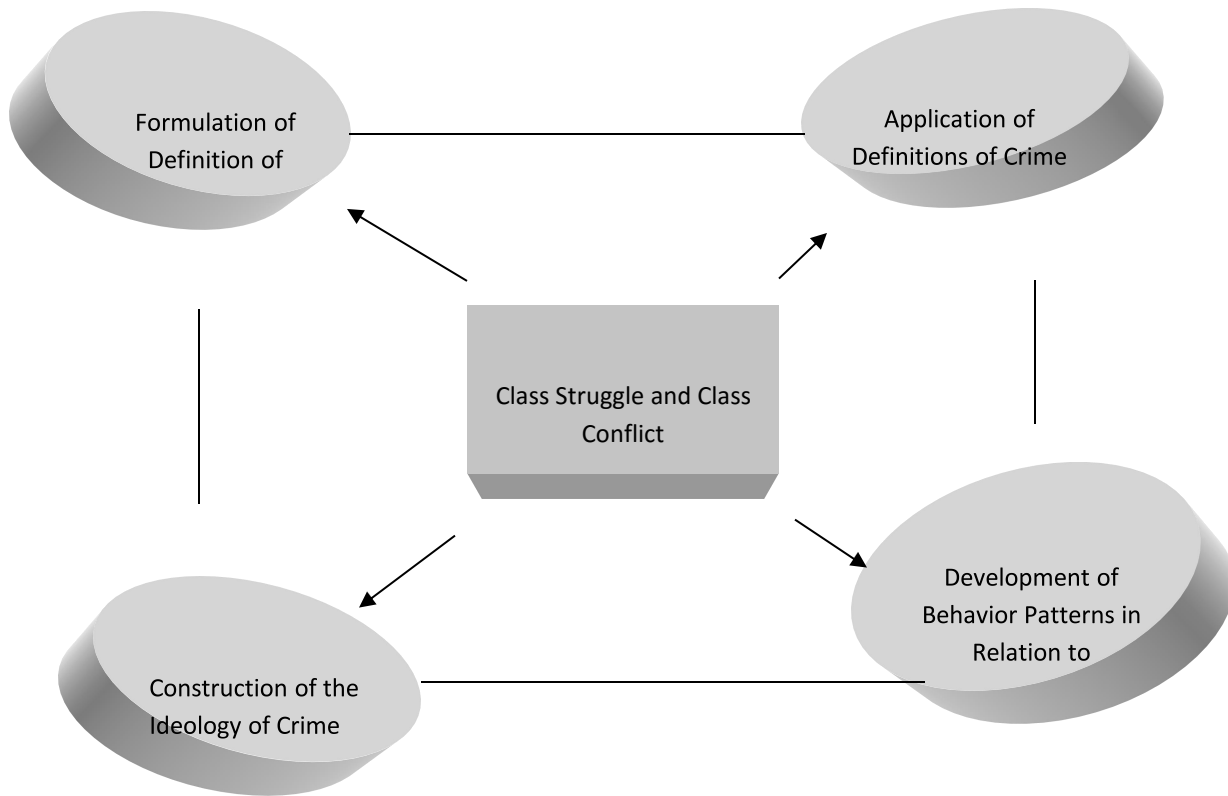 Formulation of
Definition of
Application of
Definitions of Crime
Class Struggle and Class
Conflict
Development of
Behavior Patterns in
Relation to
Construction of the
Ideology of Crime